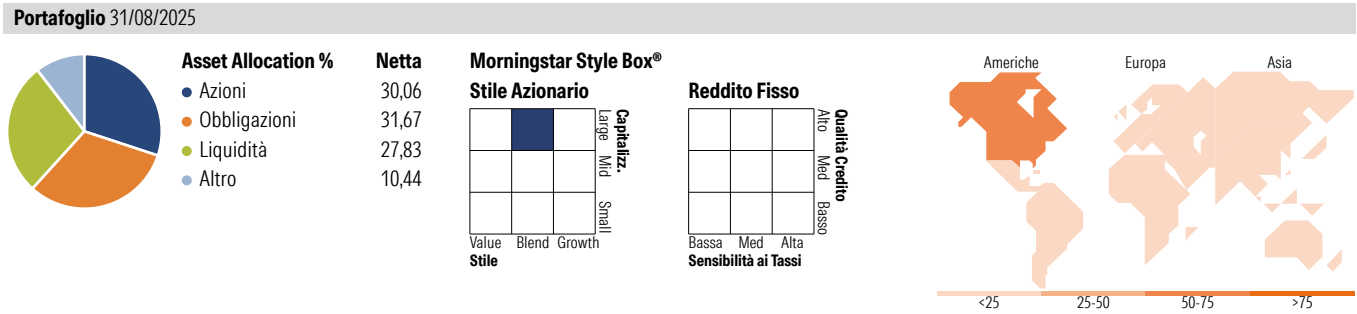 Portafoglio 31/08/2025
Asset Allocation % Netta
Azioni 30,06
Obbligazioni 31,67
Liquidità 27,83
Altro 10,44
Morningstar Style Box®
Stile Azionario
Large
Mid
Small
Capitalizz.
Value Blend Growth
Stile
Reddito Fisso
Alto
Med
Basso
Qualità Credito
Bassa Med Alta
Sensibilità ai Tassi
Americhe Europa Asia
<25 25-50 50-75 >75